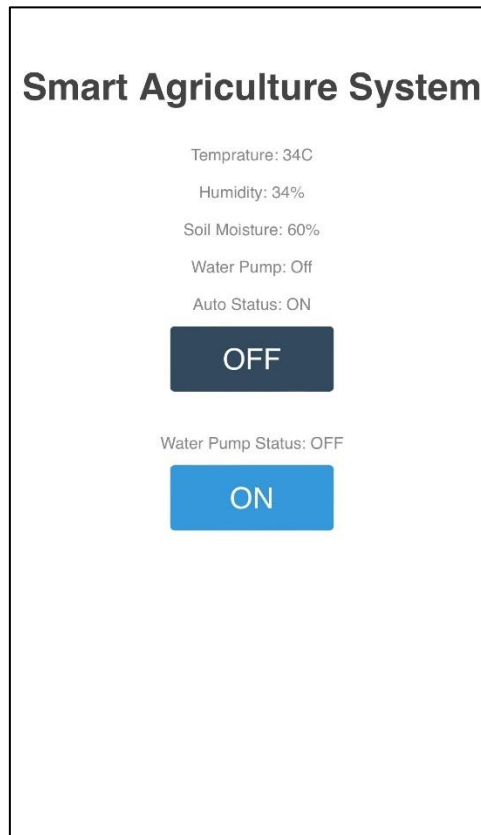 Smart Agriculture System
Temprature: 34C
Humidity: 34%
Soil Moisture: 60%
Water Pump: Off
Auto Status: ON
OFF
Water Pump Status: OFF
ON